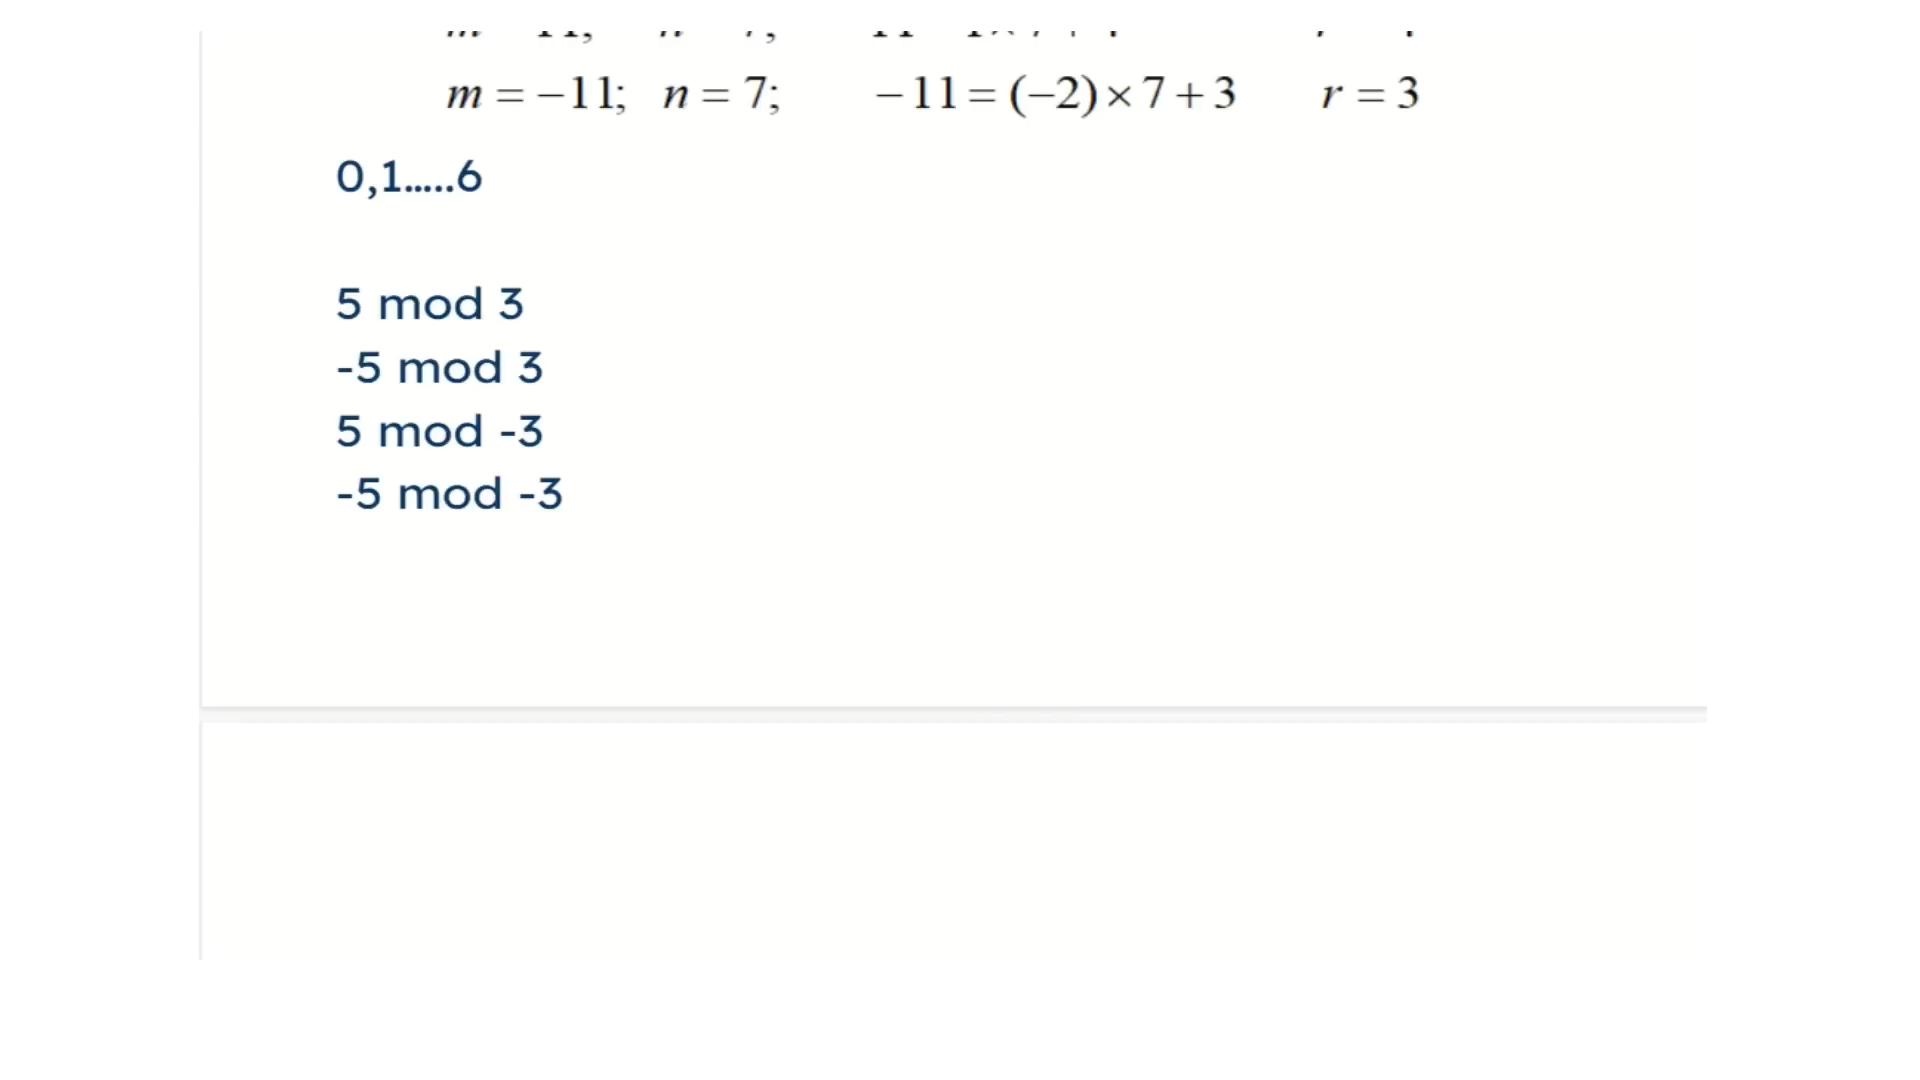 m = −11; n = 7; −11 = (−2) × 7 + 3 r = 3
0,1.....6
5 mod 3
-5 mod 3
5 mod -3
-5 mod -3